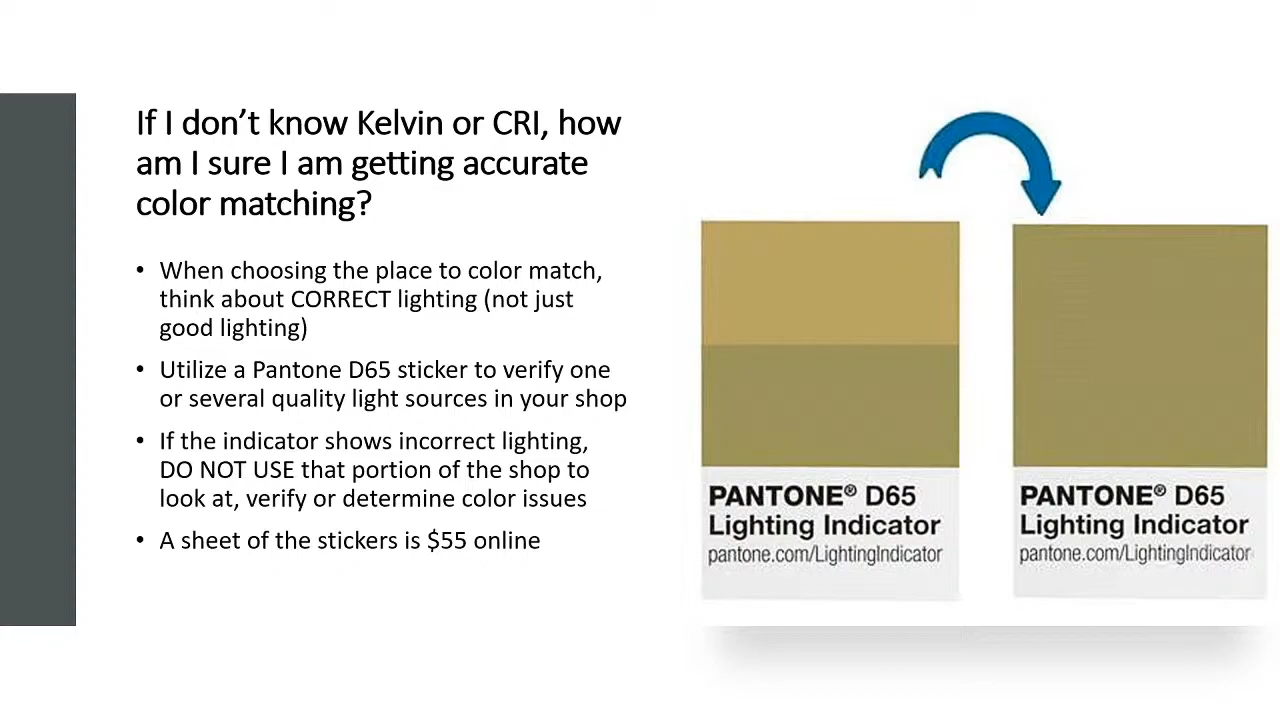 If I don’t know Kelvin or CRI, how
am I sure I am getting accurate
color matching?
• When choosing the place to color match,
think about CORRECT lighting (not just
good lighting)
• Utilize a Pantone D65 sticker to verify one
or several quality light sources in your shop
• If the indicator shows incorrect lighting,
DO NOT USE that portion of the shop to
look at, verify or determine color issues
• A sheet of the stickers is $55 online
PANTONE® D65
Lighting Indicator
pantone.com/LightingIndicator
PANTONE® D65
Lighting Indicator
pantone.com/LightingIndicator